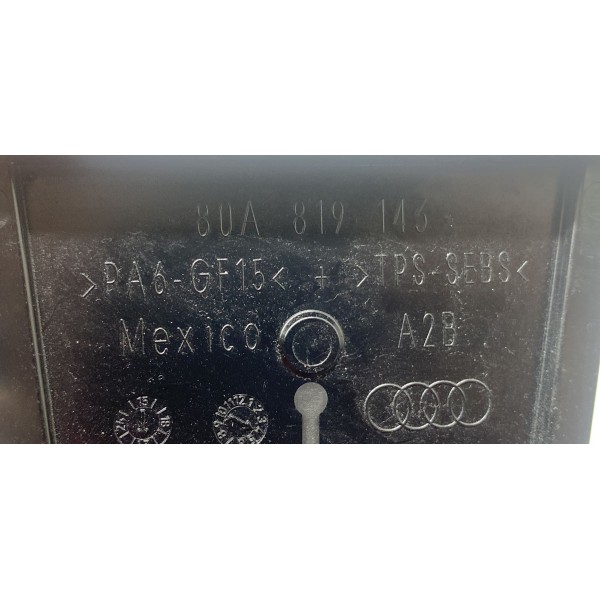 80A 819 143
>PA6-GF15< + >TPS-SEBS<
Mexico A2B